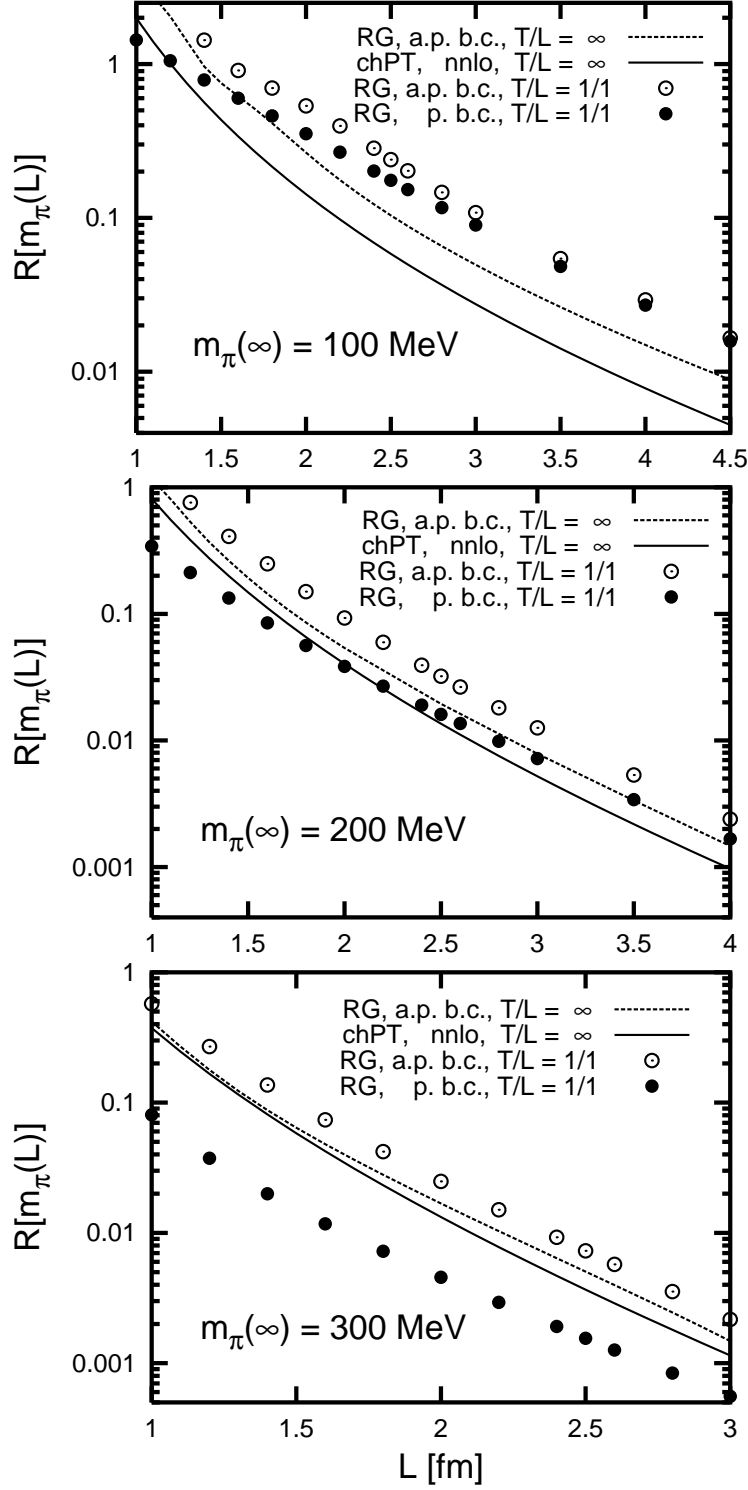 RG, a.p. b.c., T/L = ∞
chPT, nnlo, T/L = ∞
RG, a.p. b.c., T/L = 1/1
RG, p. b.c., T/L = 1/1
1
0.1
0.01
R[mπ(L)]
mπ(∞) = 100 MeV
1 1.5 2 2.5 3 3.5 4 4.5
RG, a.p. b.c., T/L = ∞
chPT, nnlo, T/L = ∞
RG, a.p. b.c., T/L = 1/1
RG, p. b.c., T/L = 1/1
1
0.1
0.01
0.001
R[mπ(L)]
mπ(∞) = 200 MeV
1 1.5 2 2.5 3 3.5 4
RG, a.p. b.c., T/L = ∞
chPT, nnlo, T/L = ∞
RG, a.p. b.c., T/L = 1/1
RG, p. b.c., T/L = 1/1
1
0.1
0.01
0.001
R[mπ(L)]
mπ(∞) = 300 MeV
1 1.5 2 2.5 3
L [fm]